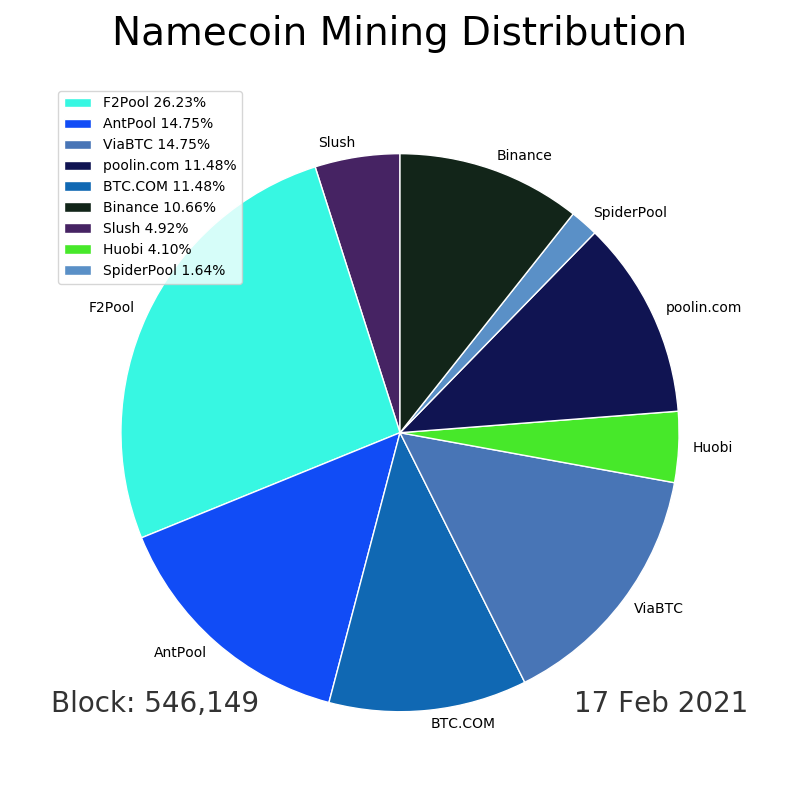 Namecoin Mining Distribution
F2Pool 26.23%
AntPool 14.75%
ViaBTC 14.75%
poolin.com 11.48%
BTC.COM 11.48%
Binance 10.66%
Slush 4.92%
Huobi 4.10%
SpiderPool 1.64%
Slush
Binance
SpiderPool
F2Pool
poolin.com
Huobi
ViaBTC
AntPool
BTC.COM
Block: 546,149
17 Feb 2021